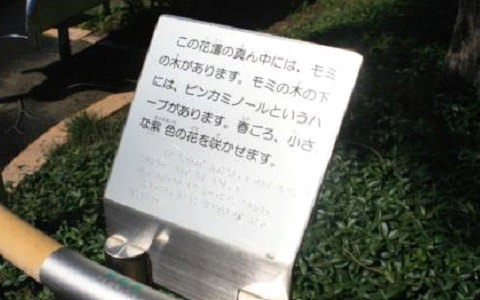 この花壇の真ん中には、モミ
の木があります。モミの木の下
には、ビンカミノールというハ
ーブがあります。春ごろ、小さ
な紫色の花を咲かせます。